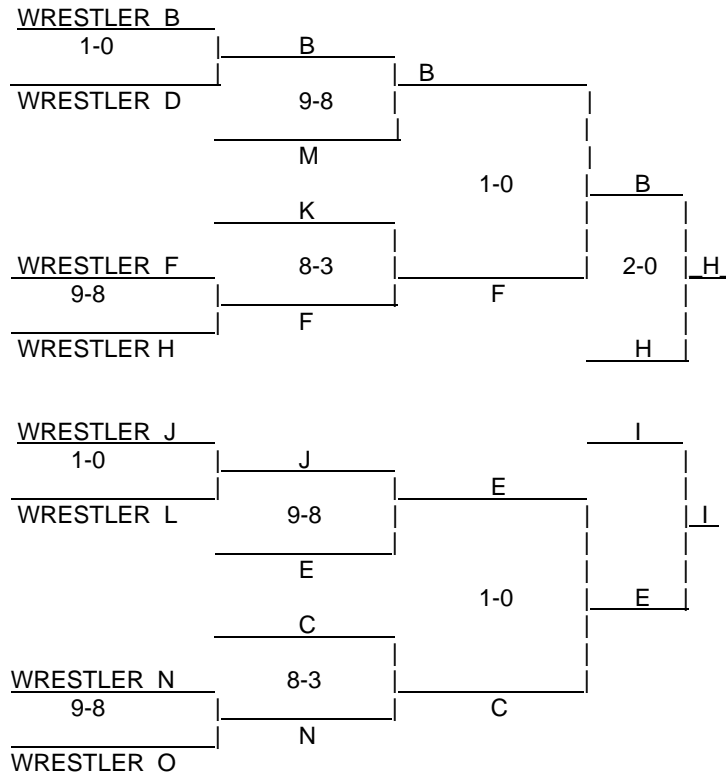 WRESTLER B
1-0
B
B
WRESTLER D
9-8
M
1-0
B
K
WRESTLER F
8-3
2-0
_H_
9-8
F
F
WRESTLER H
H
WRESTLER J
I
1-0
J
E
WRESTLER L
9-8
I
E
1-0
E
C
WRESTLER N
8-3
9-8
C
N
WRESTLER O